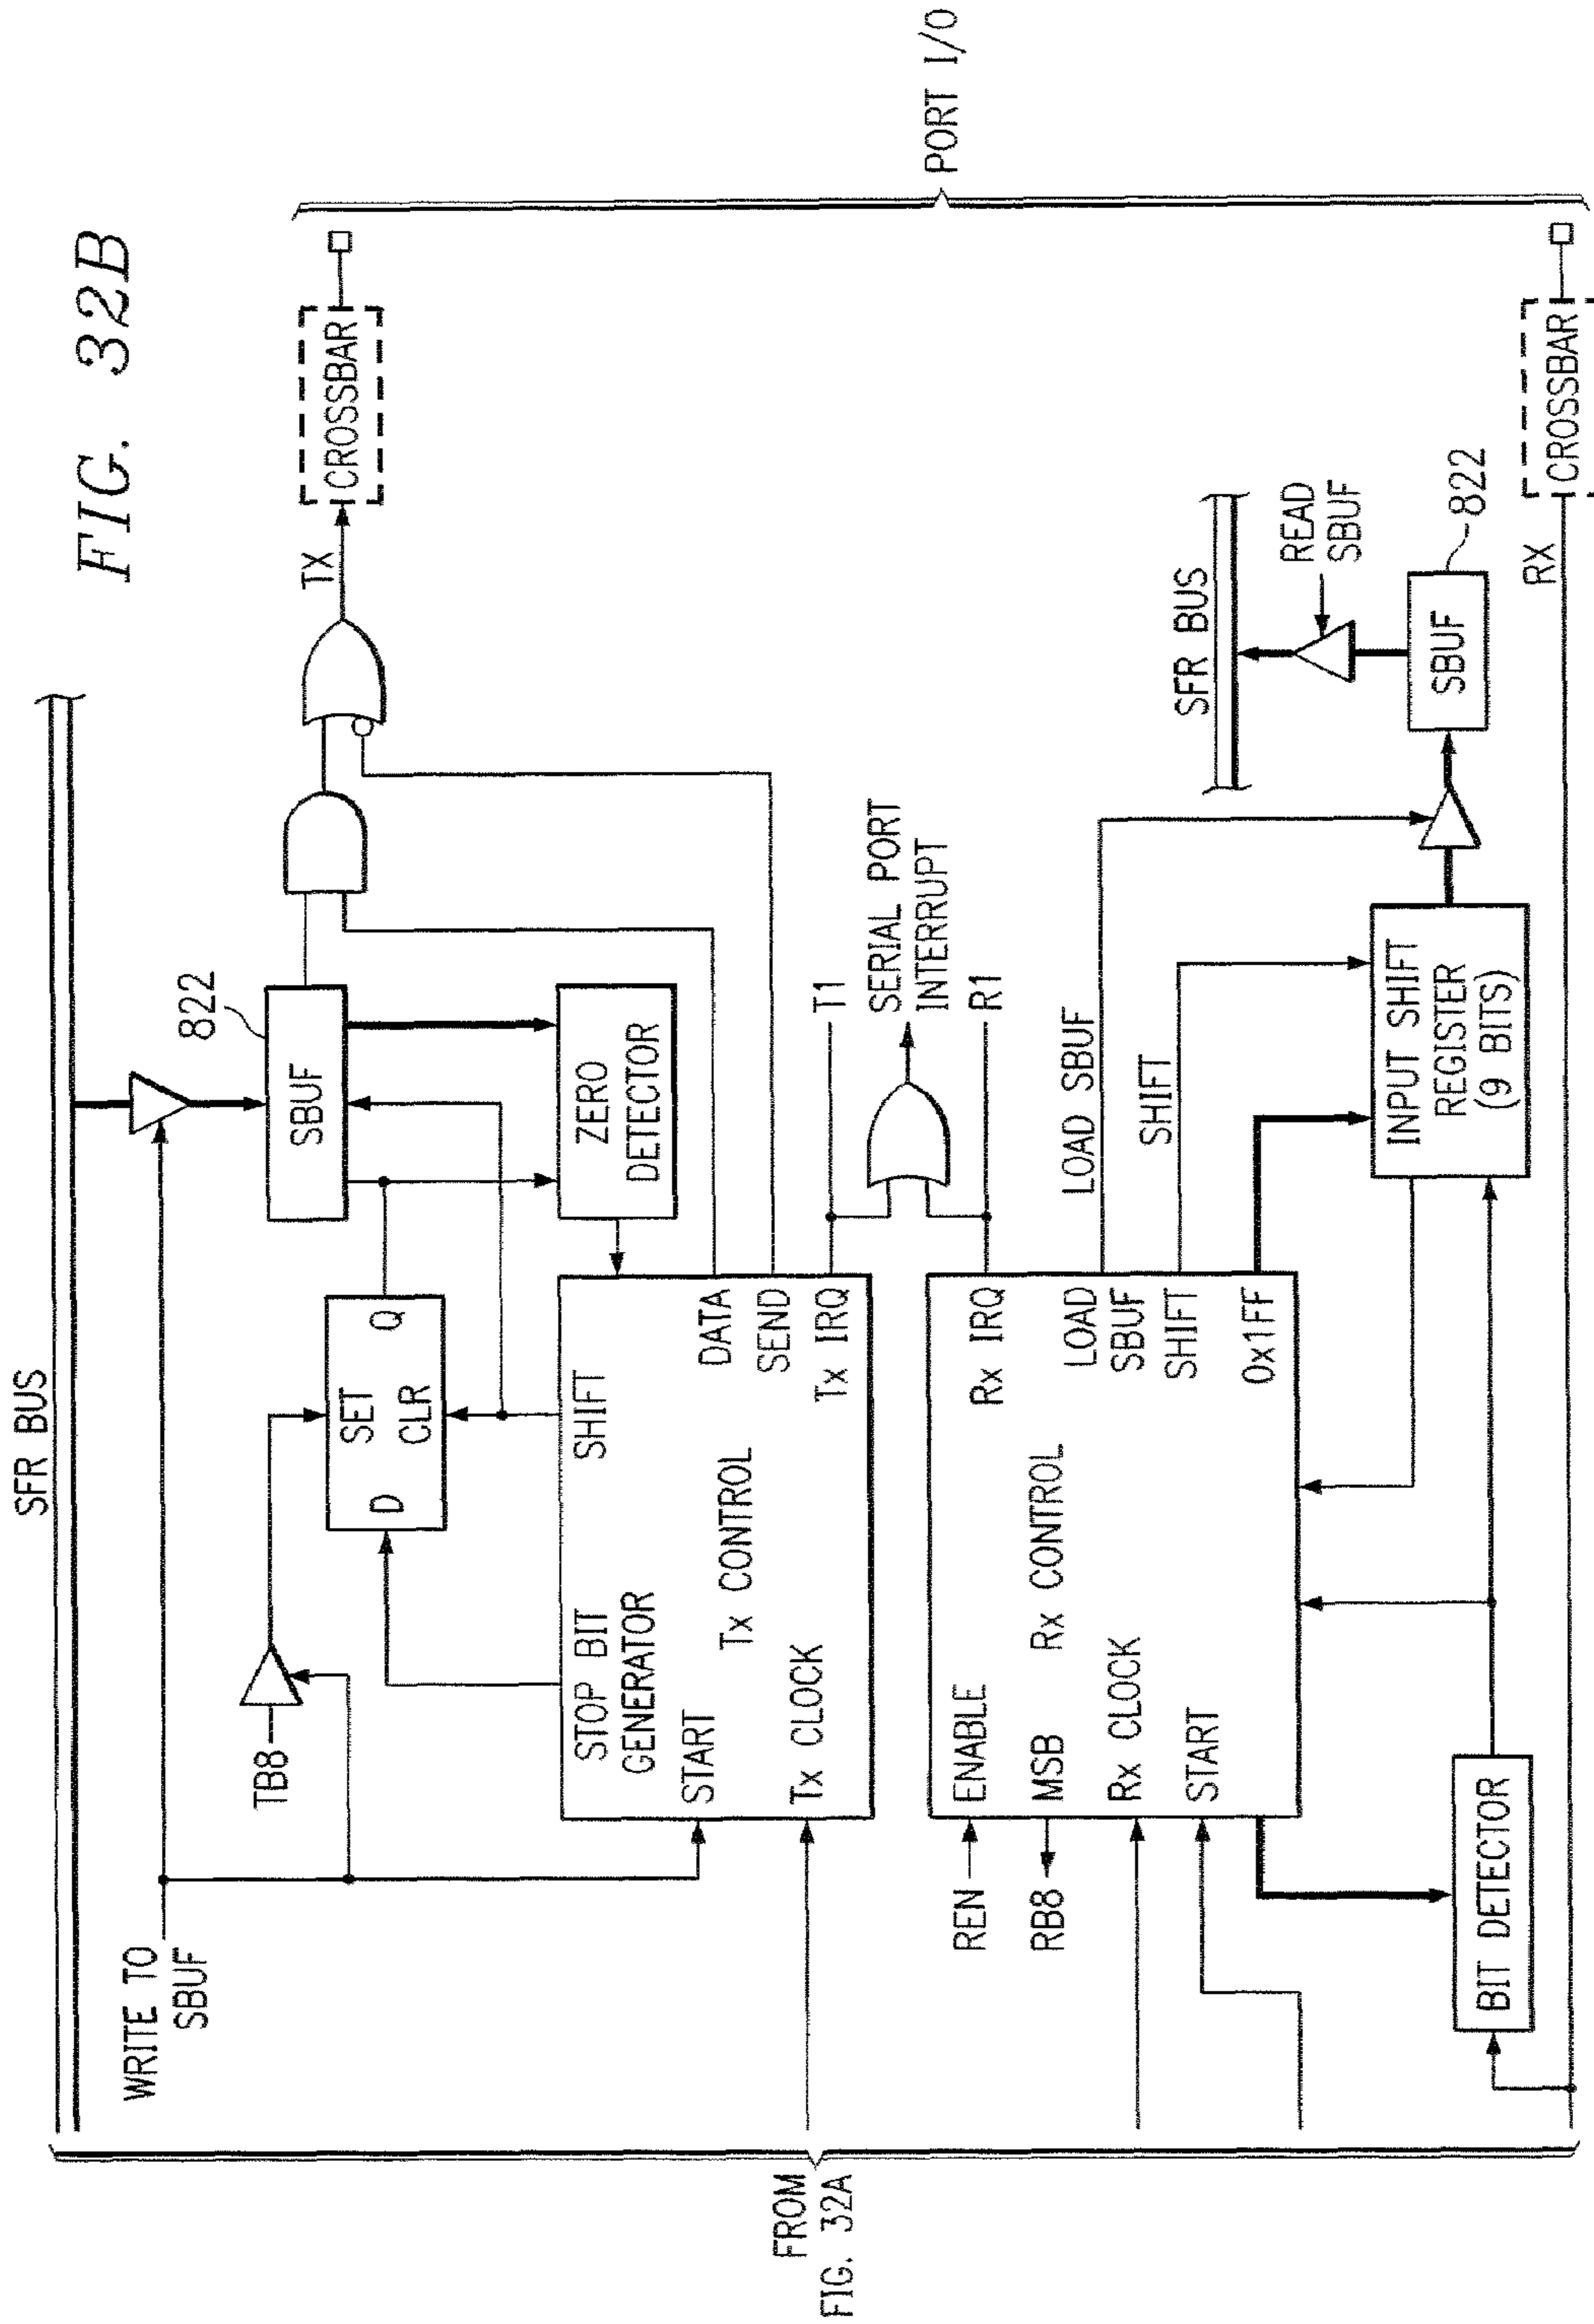 FIG. 32B
SFR BUS
WRITE TO
SBUF
822
SBUF
TX
CROSSBAR
TB8
D
SET
CLR
Q
ZERO
DETECTOR
STOP BIT
GENERATOR
SHIFT
START
DATA
Tx CONTROL
SEND
Tx CLOCK
Tx IRQ
T1
SERIAL PORT
INTERRUPT
R1
FROM
FIG. 32A
PORT I/O
REN
ENABLE
Rx IRQ
RB8
MSB
Rx CONTROL
LOAD
SBUF
Rx CLOCK
SHIFT
START
0x1FF
LOAD SBUF
SHIFT
SFR BUS
READ
SBUF
INPUT SHIFT
REGISTER
(9 BITS)
SBUF
822
BIT DETECTOR
RX
CROSSBAR